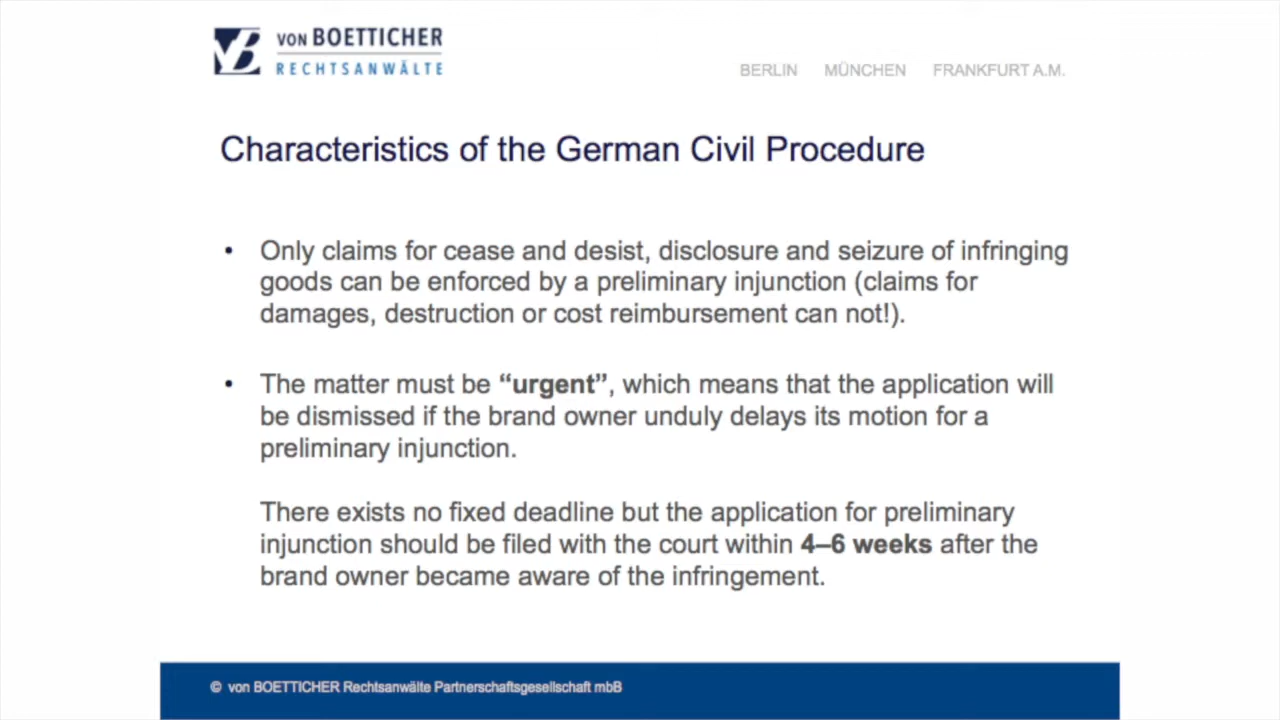 VON BOETTICHER
RECHTSANWÄLTE
BERLIN MÜNCHEN FRANKFURT A.M.
Characteristics of the German Civil Procedure
• Only claims for cease and desist, disclosure and seizure of infringing
goods can be enforced by a preliminary injunction (claims for
damages, destruction or cost reimbursement can not!).
• The matter must be “urgent”, which means that the application will
be dismissed if the brand owner unduly delays its motion for a
preliminary injunction.
There exists no fixed deadline but the application for preliminary
injunction should be filed with the court within 4–6 weeks after the
brand owner became aware of the infringement.
© von BOETTICHER Rechtsanwälte Partnerschaftsgesellschaft mbB